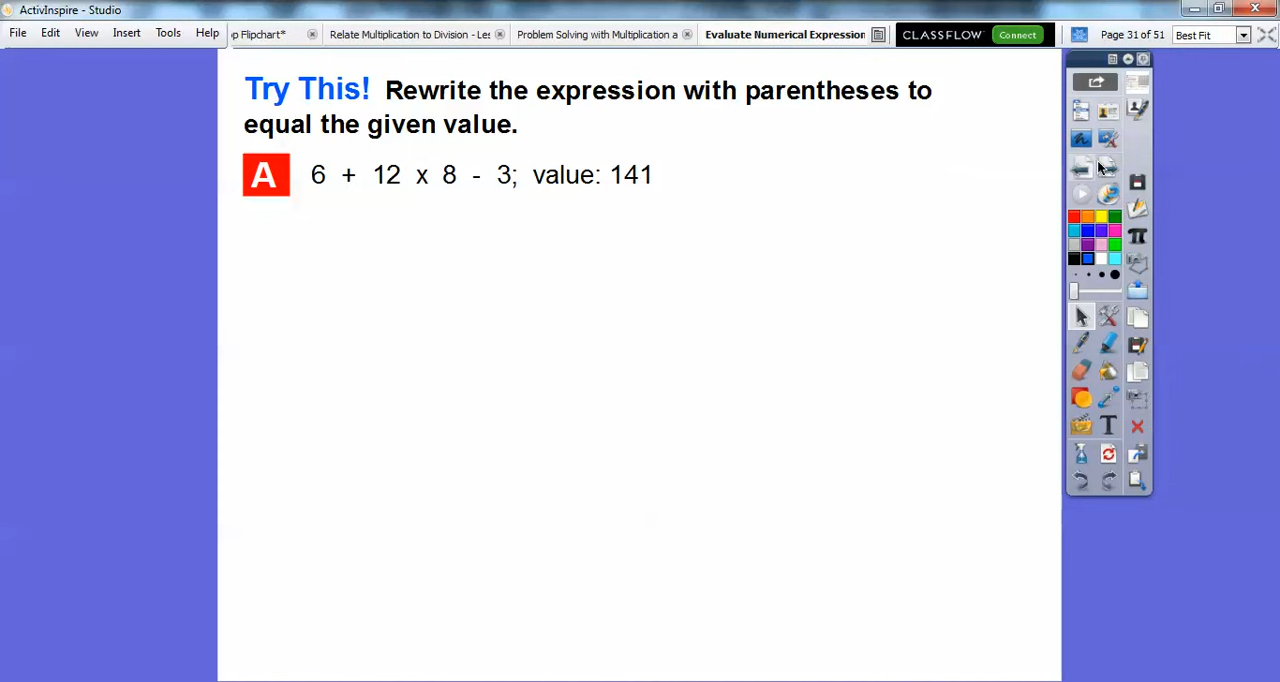 ActivInspire - Studio
File Edit View Insert Tools Help
p Flipchart* Relate Multiplication to Division - Les Problem Solving with Multiplication a Evaluate Numerical Expression CLASSFLOW Connect Page 31 of 51 Best Fit
Try This! Rewrite the expression with parentheses to
equal the given value.
A 6 + 12 x 8 - 3; value: 141
T